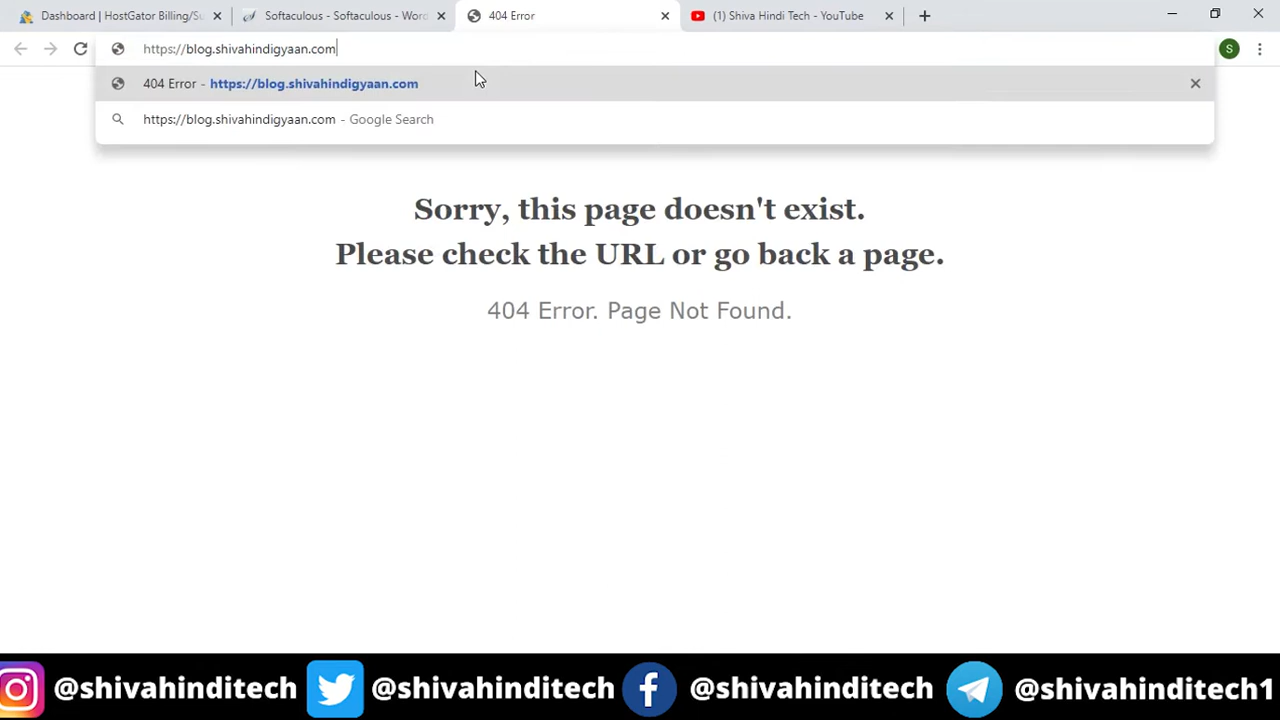 Dashboard | HostGator Billing/Su
Softaculous - Softaculous - Word
404 Error
(1) Shiva Hindi Tech - YouTube
https://blog.shivahindigyaan.com
S
404 Error - https://blog.shivahindigyaan.com
https://blog.shivahindigyaan.com - Google Search
Sorry, this page doesn't exist.
Please check the URL or go back a page.
404 Error. Page Not Found.
@shivahinditech @shivahinditech @shivahinditech @shivahinditech1